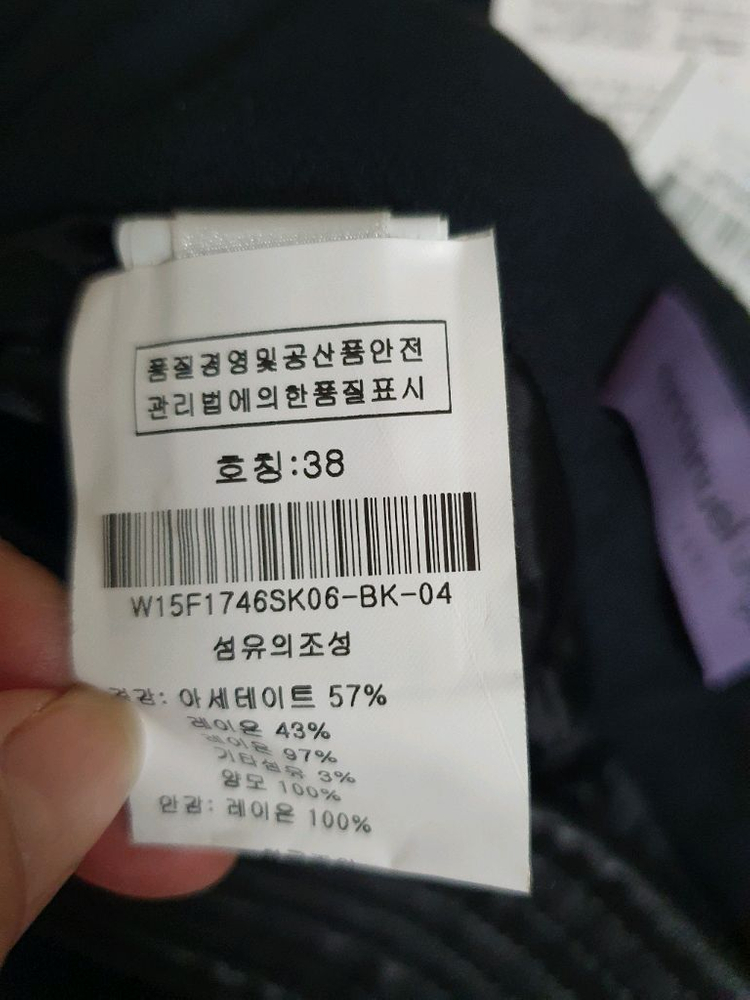 품질경영및공산품안전
관리법에의한품질표시
호칭:38
W15F1746SK06-BK-04
섬유의조성
겉감: 아세테이트 57%
레이온 43%
레이온 97%
기타섬유 3%
양모 100%
안감: 레이온 100%